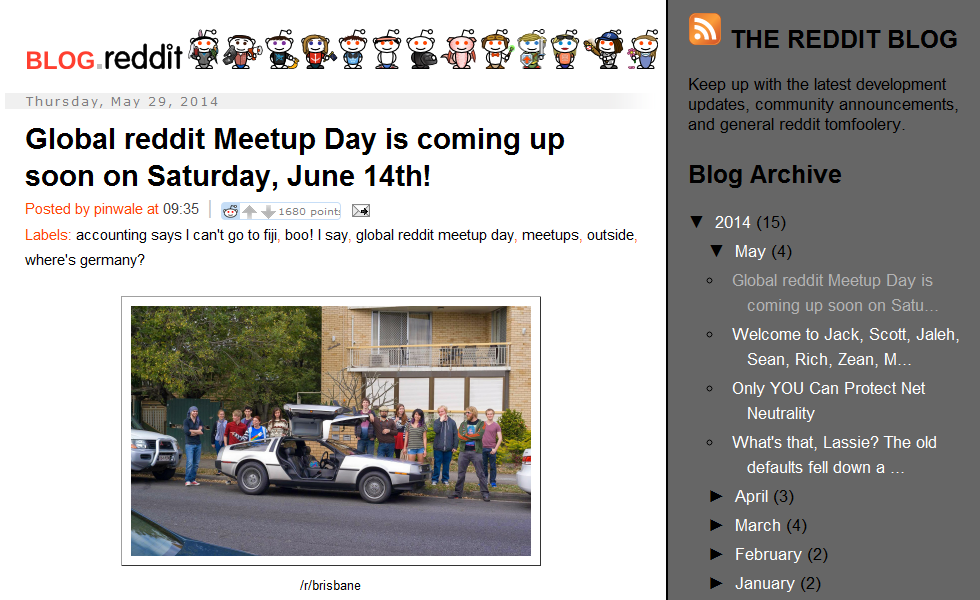 BLOG.reddit
Thursday, May 29, 2014
Global reddit Meetup Day is coming up
soon on Saturday, June 14th!
Posted by pinwale at 09:35
1680 points
Labels: accounting says I can't go to fiji, boo! I say, global reddit meetup day, meetups, outside,
where's germany?
/r/brisbane
THE REDDIT BLOG
Keep up with the latest development
updates, community announcements,
and general reddit tomfoolery.
Blog Archive
▼ 2014 (15)
▼ May (4)
Global reddit Meetup Day is
coming up soon on Satu...
Welcome to Jack, Scott, Jaleh,
Sean, Rich, Zean, M...
Only YOU Can Protect Net
Neutrality
What's that, Lassie? The old
defaults fell down a ...
► April (3)
► March (4)
► February (2)
► January (2)